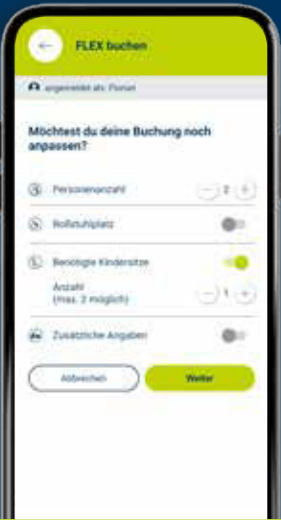 FLEX buchen
angemeldet als: Florian
Möchtest du deine Buchung noch
anpassen?
Personenanzahl
2
Rollstuhlplatz
Benötigte Kindersitze
Anzahl
(max. 2 möglich)
1
Zusätzliche Angaben
Abbrechen
Weiter